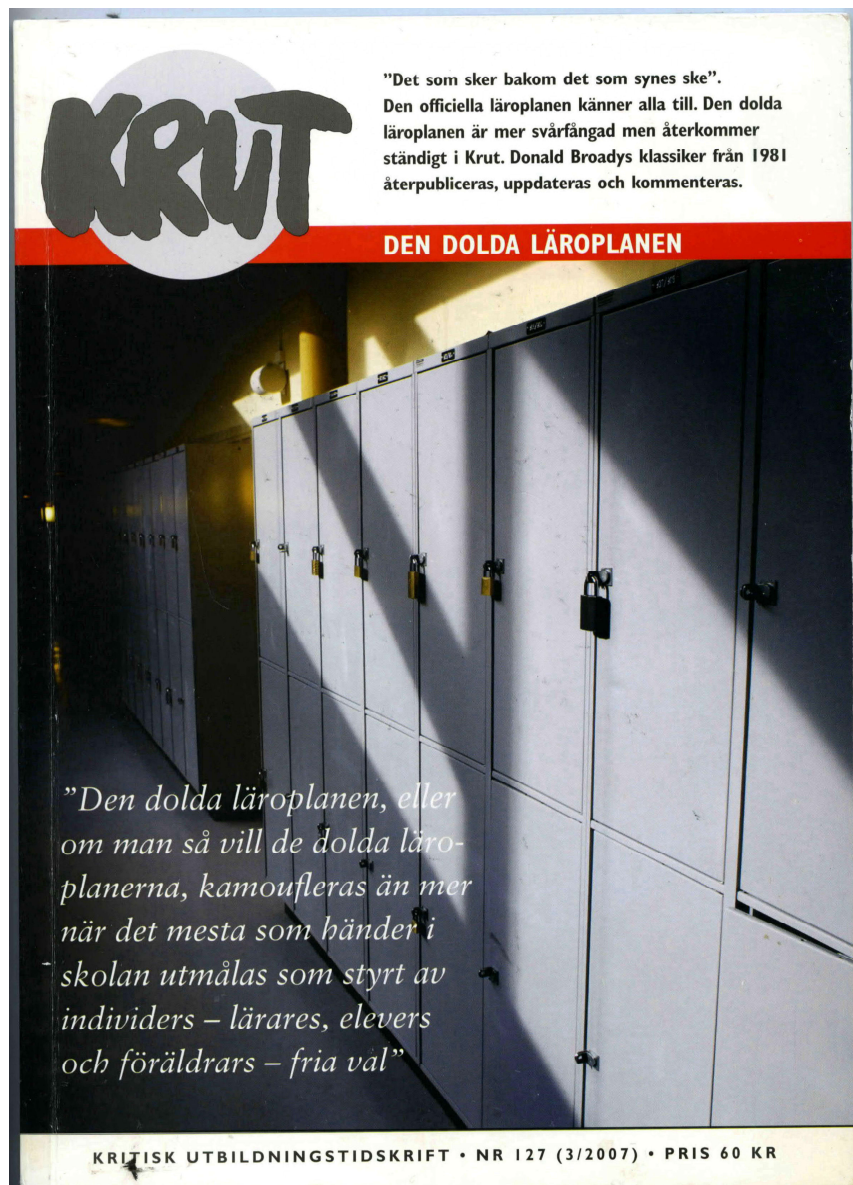 KRUT
"Det som sker bakom det som synes ske".
Den officiella läroplanen känner alla till. Den dolda
läroplanen är mer svårfångad men återkommer
ständigt i Krut. Donald Broadys klassiker från 1981
återpubliceras, uppdateras och kommenteras.
DEN DOLDA LÄROPLANEN
"Den dolda läroplanen, eller
om man så vill de dolda läro-
planerna, kamoufleras än mer
när det mesta som händer i
skolan utmålas som styrt av
individers – lärares, elevers
och föräldrars – fria val"
KRITISK UTBILDNINGSTIDSKRIFT • NR 127 (3/2007) • PRIS 60 KR